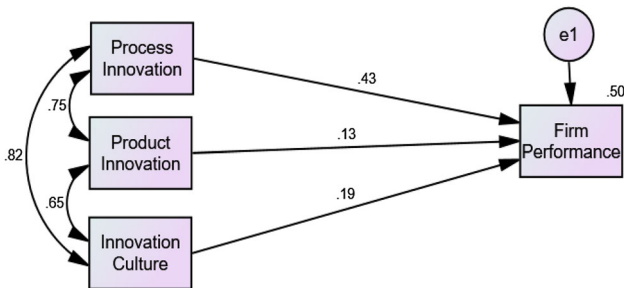 e1
Process
Innovation
.43
.50
.75
Product
Innovation
.13
Firm
Performance
.82
.65
.19
Innovation
Culture